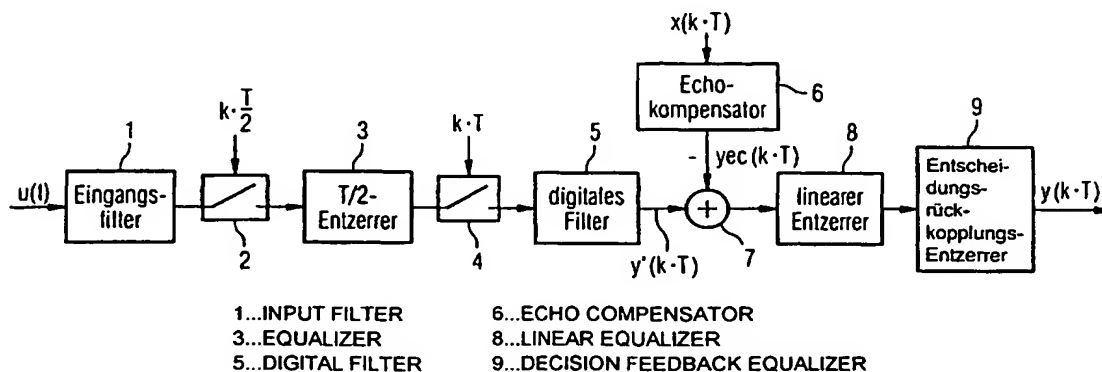 x(k·T)
Echo-
kompensator
6
k·T/2
k·T
1
3
5
- yec(k·T)
8
9
u(t)
Eingangs-
filter
T/2-
Entzerrer
digitales
Filter
+
linearer
Entzerrer
Entschei-
dungs-
rück-
kopplungs-
Entzerrer
y(k·T)
2
4
y'(k·T)
7
1...INPUT FILTER
3...EQUALIZER
5...DIGITAL FILTER
6...ECHO COMPENSATOR
8...LINEAR EQUALIZER
9...DECISION FEEDBACK EQUALIZER